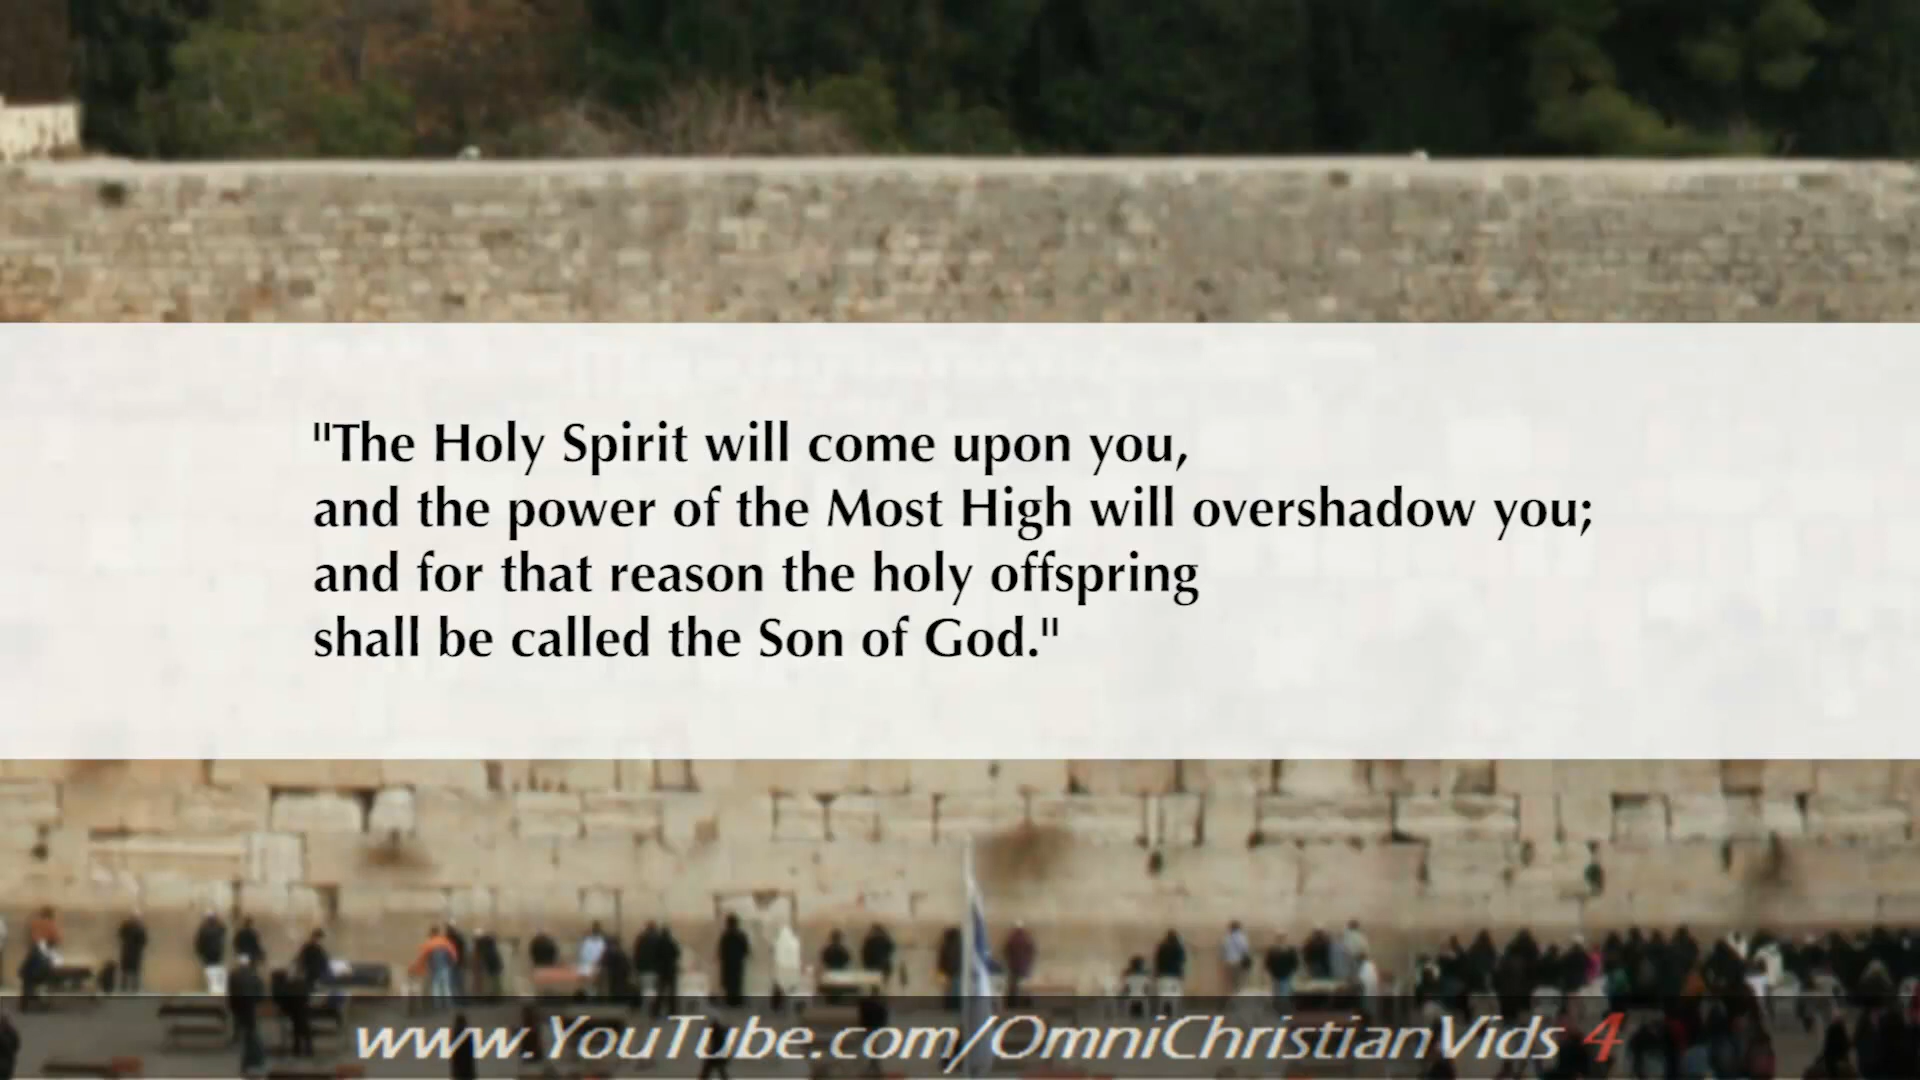 "The Holy Spirit will come upon you,
and the power of the Most High will overshadow you;
and for that reason the holy offspring
shall be called the Son of God."
www.YouTube.com/OmniChristianVids 4